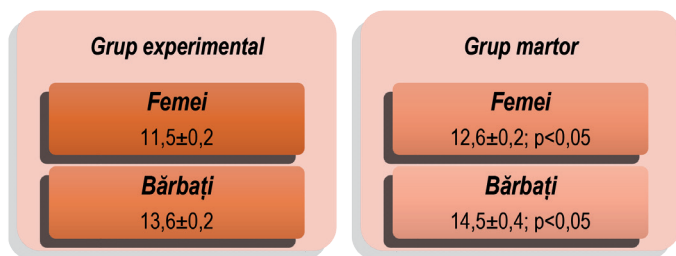 Grup experimental
Femei
11,5±0,2
Bărbați
13,6±0,2
Grup martor
Femei
12,6±0,2; p<0,05
Bărbați
14,5±0,4; p<0,05